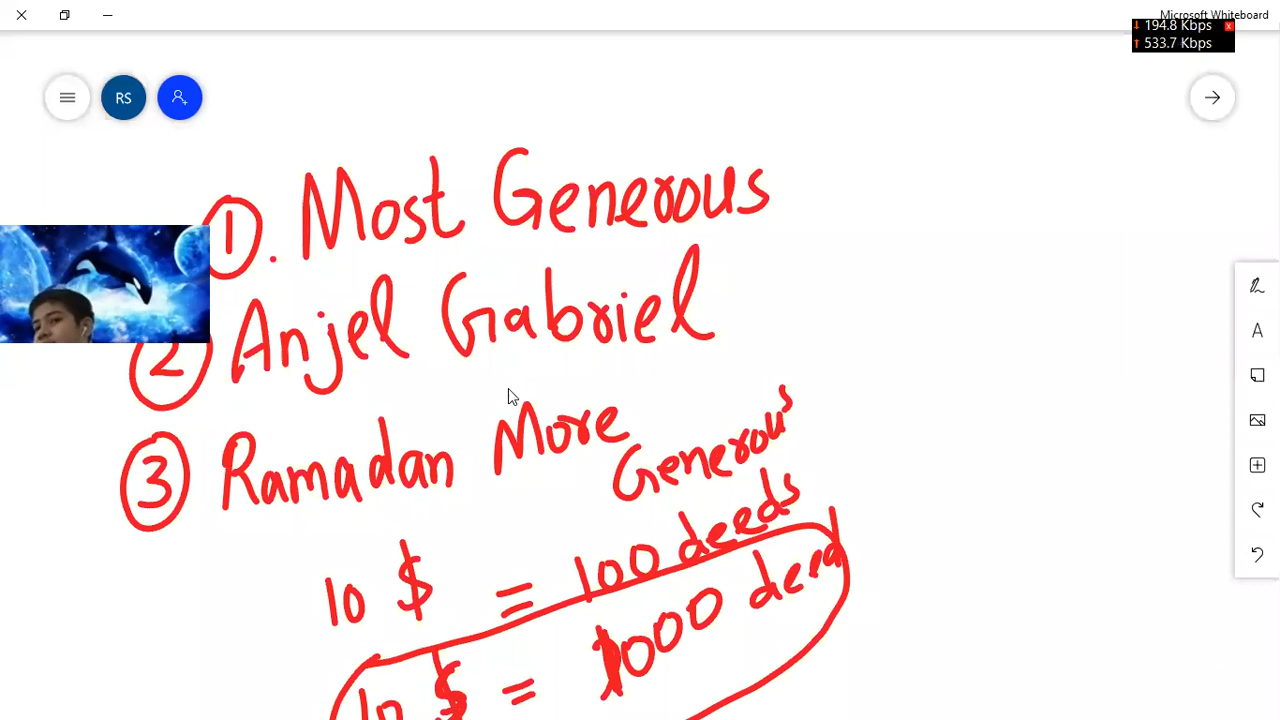 Microsoft Whiteboard
↓ 194.8 Kbps x
↑ 533.7 Kbps
RS
1. Most Generous
2 Anjel Gabriel
3 Ramadan More Generous
10 $ = 100 deeds
10 $ = 1000 deed
A